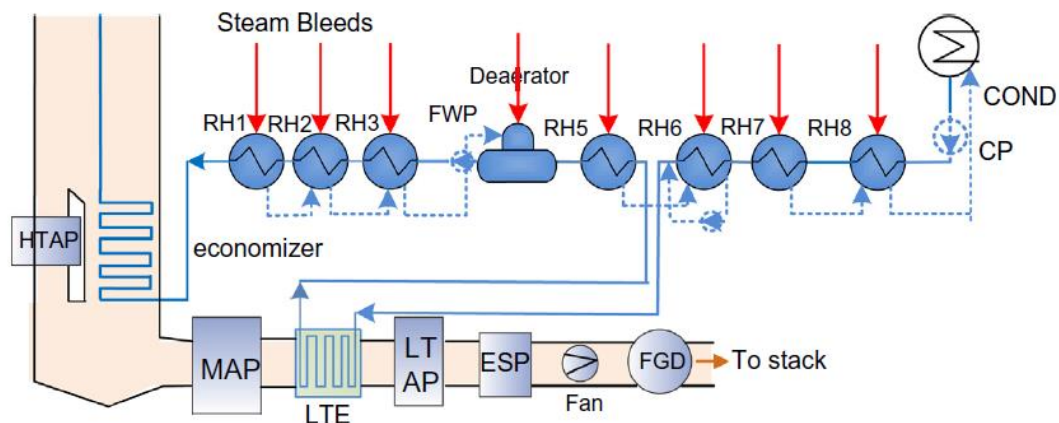 Steam Bleeds
Deaerator
RH1
RH2
RH3
FWP
RH5
RH6
RH7
RH8
COND
CP
HTAP
economizer
MAP
LTE
LT
AP
ESP
Fan
FGD
To stack